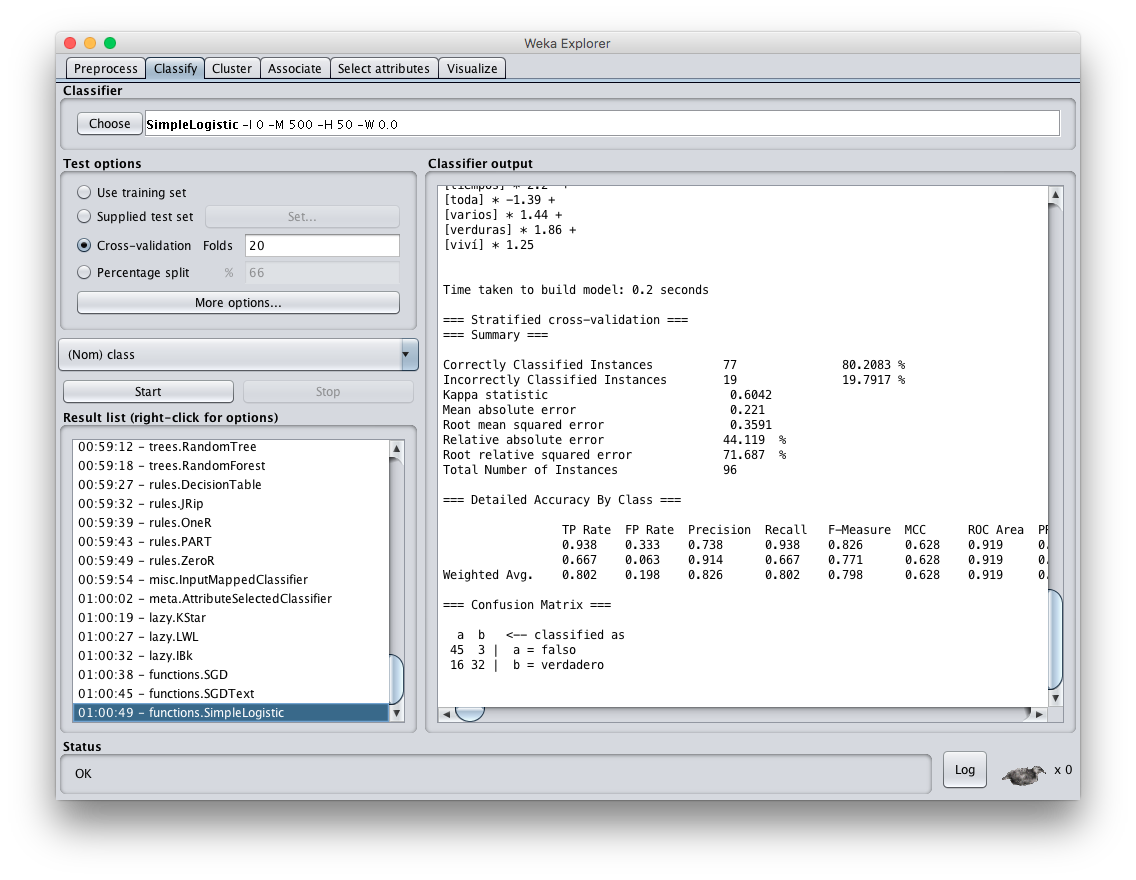 Weka Explorer
Preprocess Classify Cluster Associate Select attributes Visualize
Classifier
Choose SimpleLogistic -I 0 -M 500 -H 50 -W 0.0
Test options
Use training set
Supplied test set Set...
Cross-validation Folds 20
Percentage split % 66
More options...
(Nom) class
Start Stop
Result list (right-click for options)
00:59:12 - trees.RandomTree
00:59:18 - trees.RandomForest
00:59:27 - rules.DecisionTable
00:59:32 - rules.JRip
00:59:39 - rules.OneR
00:59:43 - rules.PART
00:59:49 - rules.ZeroR
00:59:54 - misc.InputMappedClassifier
01:00:02 - meta.AttributeSelectedClassifier
01:00:19 - lazy.KStar
01:00:27 - lazy.LWL
01:00:32 - lazy.IBk
01:00:38 - functions.SGD
01:00:45 - functions.SGDText
01:00:49 - functions.SimpleLogistic
Classifier output
[tiempos] * 2.2 +
[toda] * -1.39 +
[varios] * 1.44 +
[verduras] * 1.86 +
[viví] * 1.25
Time taken to build model: 0.2 seconds
=== Stratified cross-validation ===
=== Summary ===
Correctly Classified Instances 77 80.2083 %
Incorrectly Classified Instances 19 19.7917 %
Kappa statistic 0.6042
Mean absolute error 0.221
Root mean squared error 0.3591
Relative absolute error 44.119 %
Root relative squared error 71.687 %
Total Number of Instances 96
=== Detailed Accuracy By Class ===
TP Rate FP Rate Precision Recall F-Measure MCC ROC Area
0.938 0.333 0.738 0.938 0.826 0.628 0.919 0.
0.667 0.063 0.914 0.667 0.771 0.628 0.919 0.
Weighted Avg. 0.802 0.198 0.826 0.802 0.798 0.628 0.919 0.
=== Confusion Matrix ===
a b <-- classified as
45 3 | a = falso
16 32 | b = verdadero
Status
OK
Log
x 0